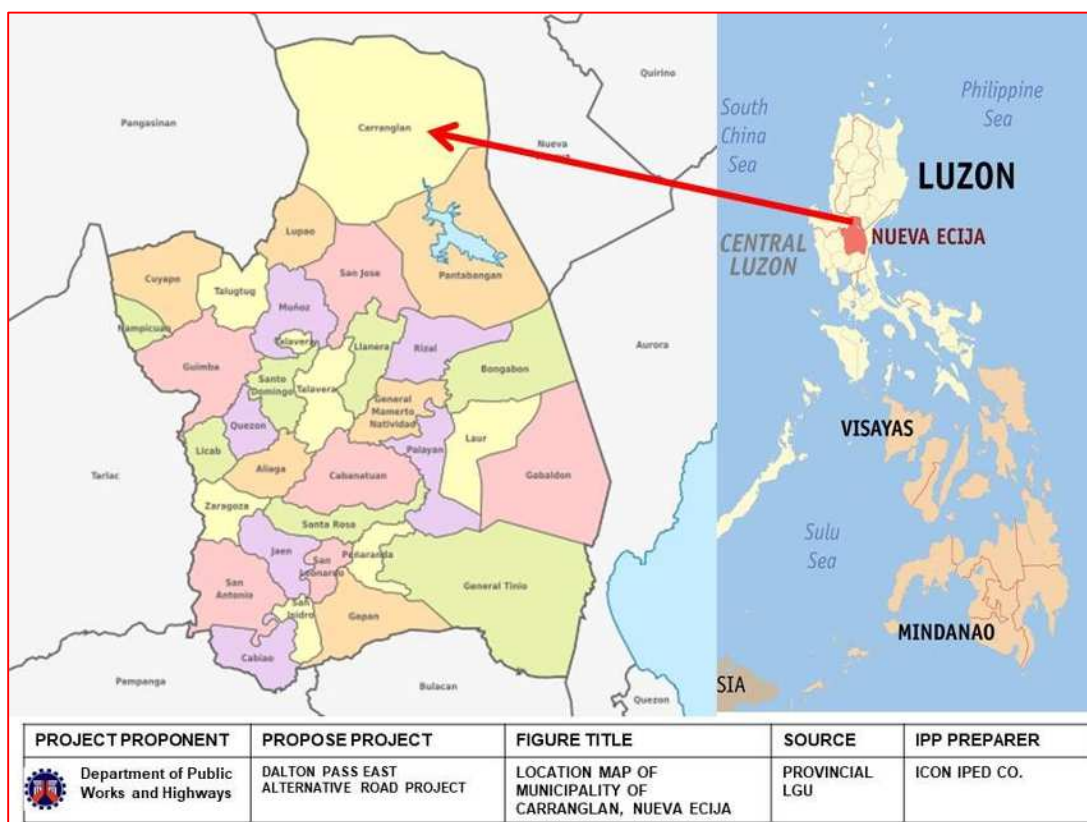 Quirino
Pangasinan
Carranglan
Nueva
Lupao
San Jose
Pantabangan
Cuyapo
Talugtug
Muñoz
Nampicuan
Talavera
Llanera
Rizal
Aurora
Guimba
Santo
Domingo
Talavera
Bongabon
General
Mamerto
Natividad
Quezon
Laur
Licab
Palayan
Gabaldon
Aliaga
Cabanatuan
Tarlac
Zaragoza
Santa Rosa
Jaen
Peñaranda
San
Leonardo
San
Antonio
General Tinio
San
Isidro
Gapan
Cabiao
Pampanga
Bulacan
Quezon
South
China
Sea
Philippine
Sea
LUZON
NUEVA ECIJA
CENTRAL
LUZON
VISAYAS
Sulu
Sea
MINDANAO
SIA
PROJECT PROPONENT PROPOSE PROJECT FIGURE TITLE SOURCE IPP PREPARER
Department of Public
Works and Highways
DALTON PASS EAST
ALTERNATIVE ROAD PROJECT
LOCATION MAP OF
MUNICIPALITY OF
CARRANGLAN, NUEVA ECIJA
PROVINCIAL
LGU
ICON IPED CO.